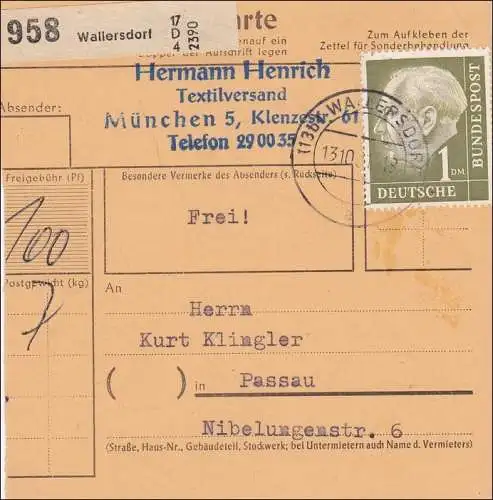 958 Wallersdorf 17 D 4 2390
arte
Zum Aufkleben der
Zettel für Sonderbehandlung
Hermann Henrich
Textilversand
München 5, Klenzestr. 61
Telefon 290035
Absender:
WALLERSDORF
13.10
1 DM
DEUTSCHE
BUNDESPOST
Freigebühr (Pf)
Besondere Vermerke des Absenders (s. Rückseite)
100
Frei!
Postgewicht (kg)
7
An
Herrn
Kurt Klingler
( ) in Passau
Nibelungenstr. 6
(Straße, Haus-Nr., Gebäudeteil, Stockwerk; bei Untermietern auch Name d. Vermieters)